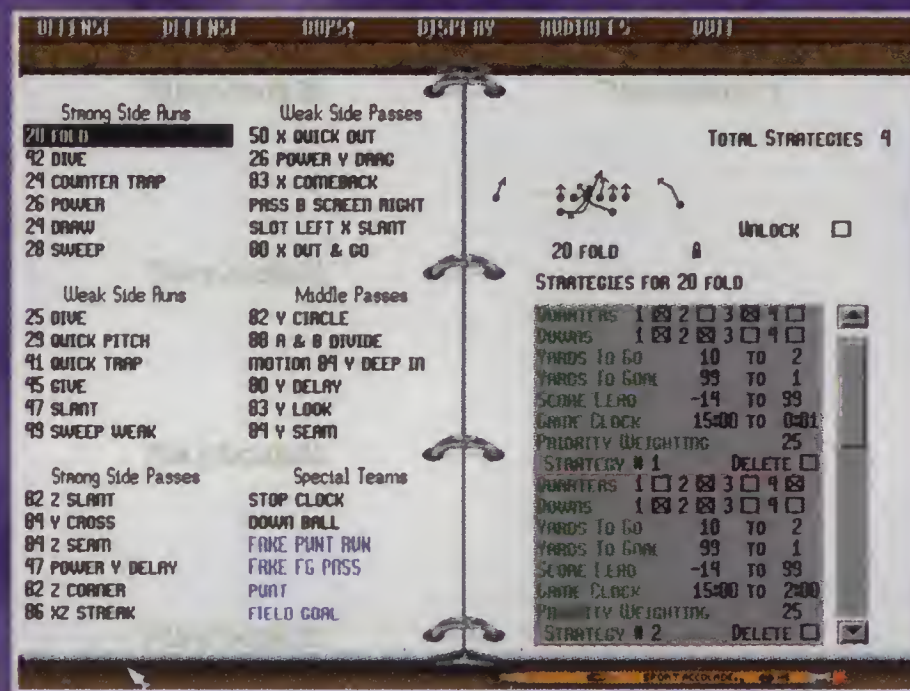 OFFENSE DEFENSE OOPS! DISPLAY AUDIBLES QUIT
Strong Side Runs
20 FOLD
42 DIVE
24 COUNTER TRAP
26 POWER
24 DRAW
28 SWEEP
Weak Side Runs
25 DIVE
29 QUICK PITCH
41 QUICK TRAP
45 GIVE
47 SLANT
49 SWEEP WEAK
Strong Side Passes
82 Z SLANT
84 Y CROSS
84 Z SEAM
47 POWER Y DELAY
82 Z CORNER
86 XZ STREAK
Weak Side Passes
50 X QUICK OUT
26 POWER Y DRAG
83 X COMEBACK
PASS B SCREEN RIGHT
SLOT LEFT X SLANT
80 X OUT & GO
Middle Passes
82 Y CIRCLE
88 A & B DIVIDE
MOTION 84 Y DEEP IN
80 Y DELAY
83 Y LOOK
84 Y SEAM
Special Teams
STOP CLOCK
DOWN BALL
FAKE PUNT RUN
FAKE FG PASS
PUNT
FIELD GOAL
TOTAL STRATEGIES 4
UNLOCK
20 FOLD
STRATEGIES FOR 20 FOLD
QUARTERS 1 2 3 4
DOWNS 1 2 3 4
YARDS TO GO 10 TO 2
YARDS TO GOAL 99 TO 1
SCORE LEAD -14 TO 99
GAME CLOCK 15:00 TO 0:01
PRIORITY WEIGHTING 25
STRATEGY # 1 DELETE
QUARTERS 1 2 3 4
DOWNS 1 2 3 4
YARDS TO GO 10 TO 2
YARDS TO GOAL 99 TO 1
SCORE LEAD -14 TO 99
GAME CLOCK 15:00 TO 2:00
PRIORITY WEIGHTING 25
STRATEGY # 2 DELETE
SPORT ACCOLADE